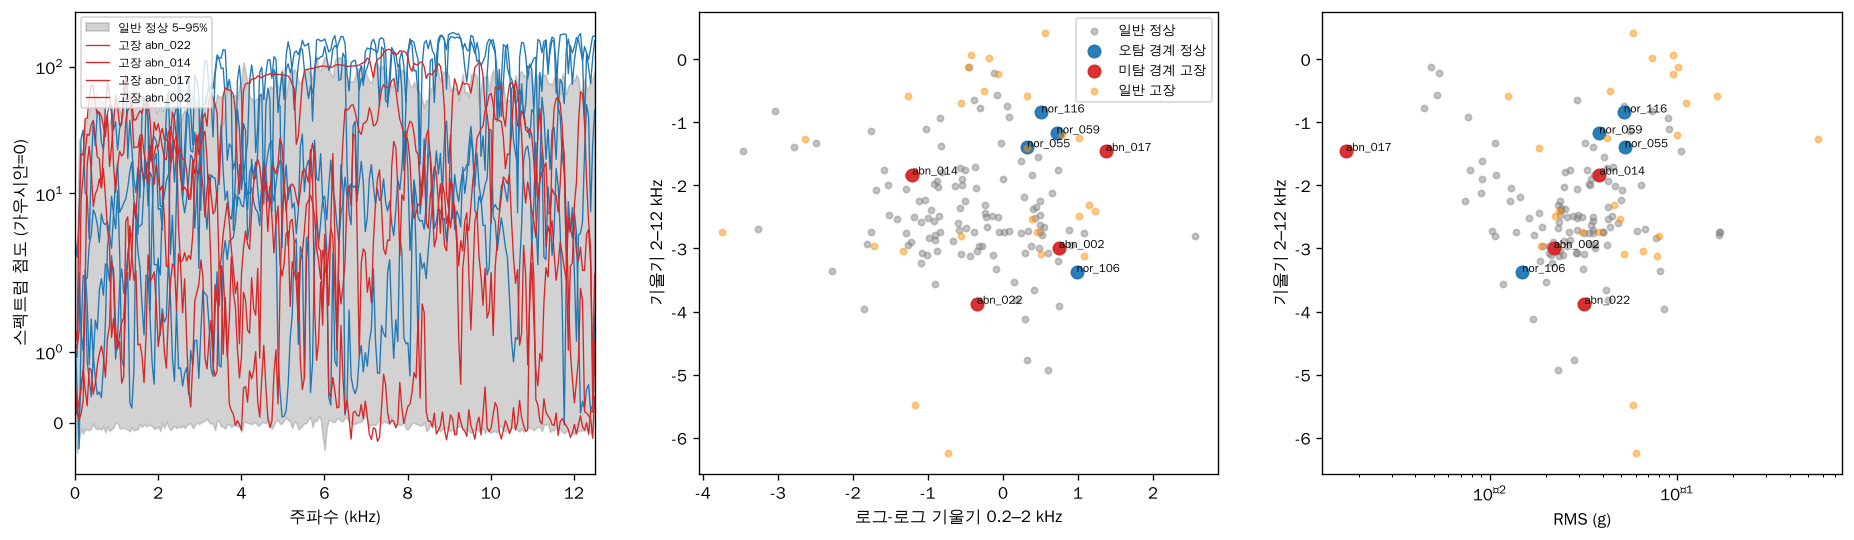 스펙트럼 첨도 (가우시안=0)
10²
10¹
10⁰
0
일반 정상 5–95%
고장 abn_022
고장 abn_014
고장 abn_017
고장 abn_002
0 2 4 6 8 10 12
주파수 (kHz)
기울기 2–12 kHz
0
-1
-2
-3
-4
-5
-6
일반 정상
오탐 경계 정상
미탐 경계 고장
일반 고장
nor_116
nor_059
nor_055
abn_017
abn_014
abn_002
nor_106
abn_022
-4 -3 -2 -1 0 1 2
로그-로그 기울기 0.2–2 kHz
기울기 2–12 kHz
0
-1
-2
-3
-4
-5
-6
nor_116
nor_059
nor_055
abn_017
abn_014
abn_002
nor_106
abn_022
10¤2 10¤1
RMS (g)